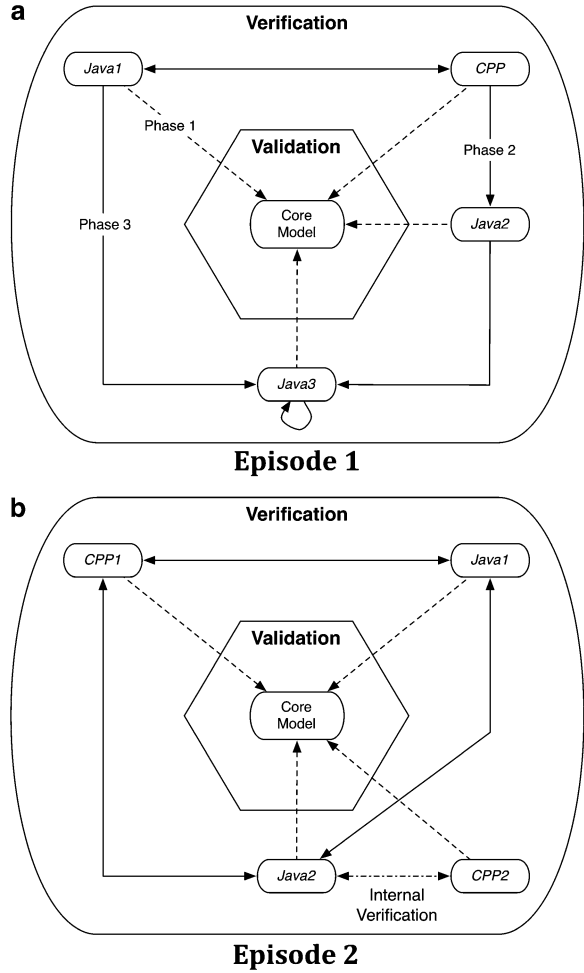 a
Verification
Java1
CPP
Phase 1
Validation
Phase 2
Core
Model
Java2
Phase 3
Java3
Episode 1
b
Verification
CPP1
Java1
Validation
Core
Model
Java2
CPP2
Internal
Verification
Episode 2